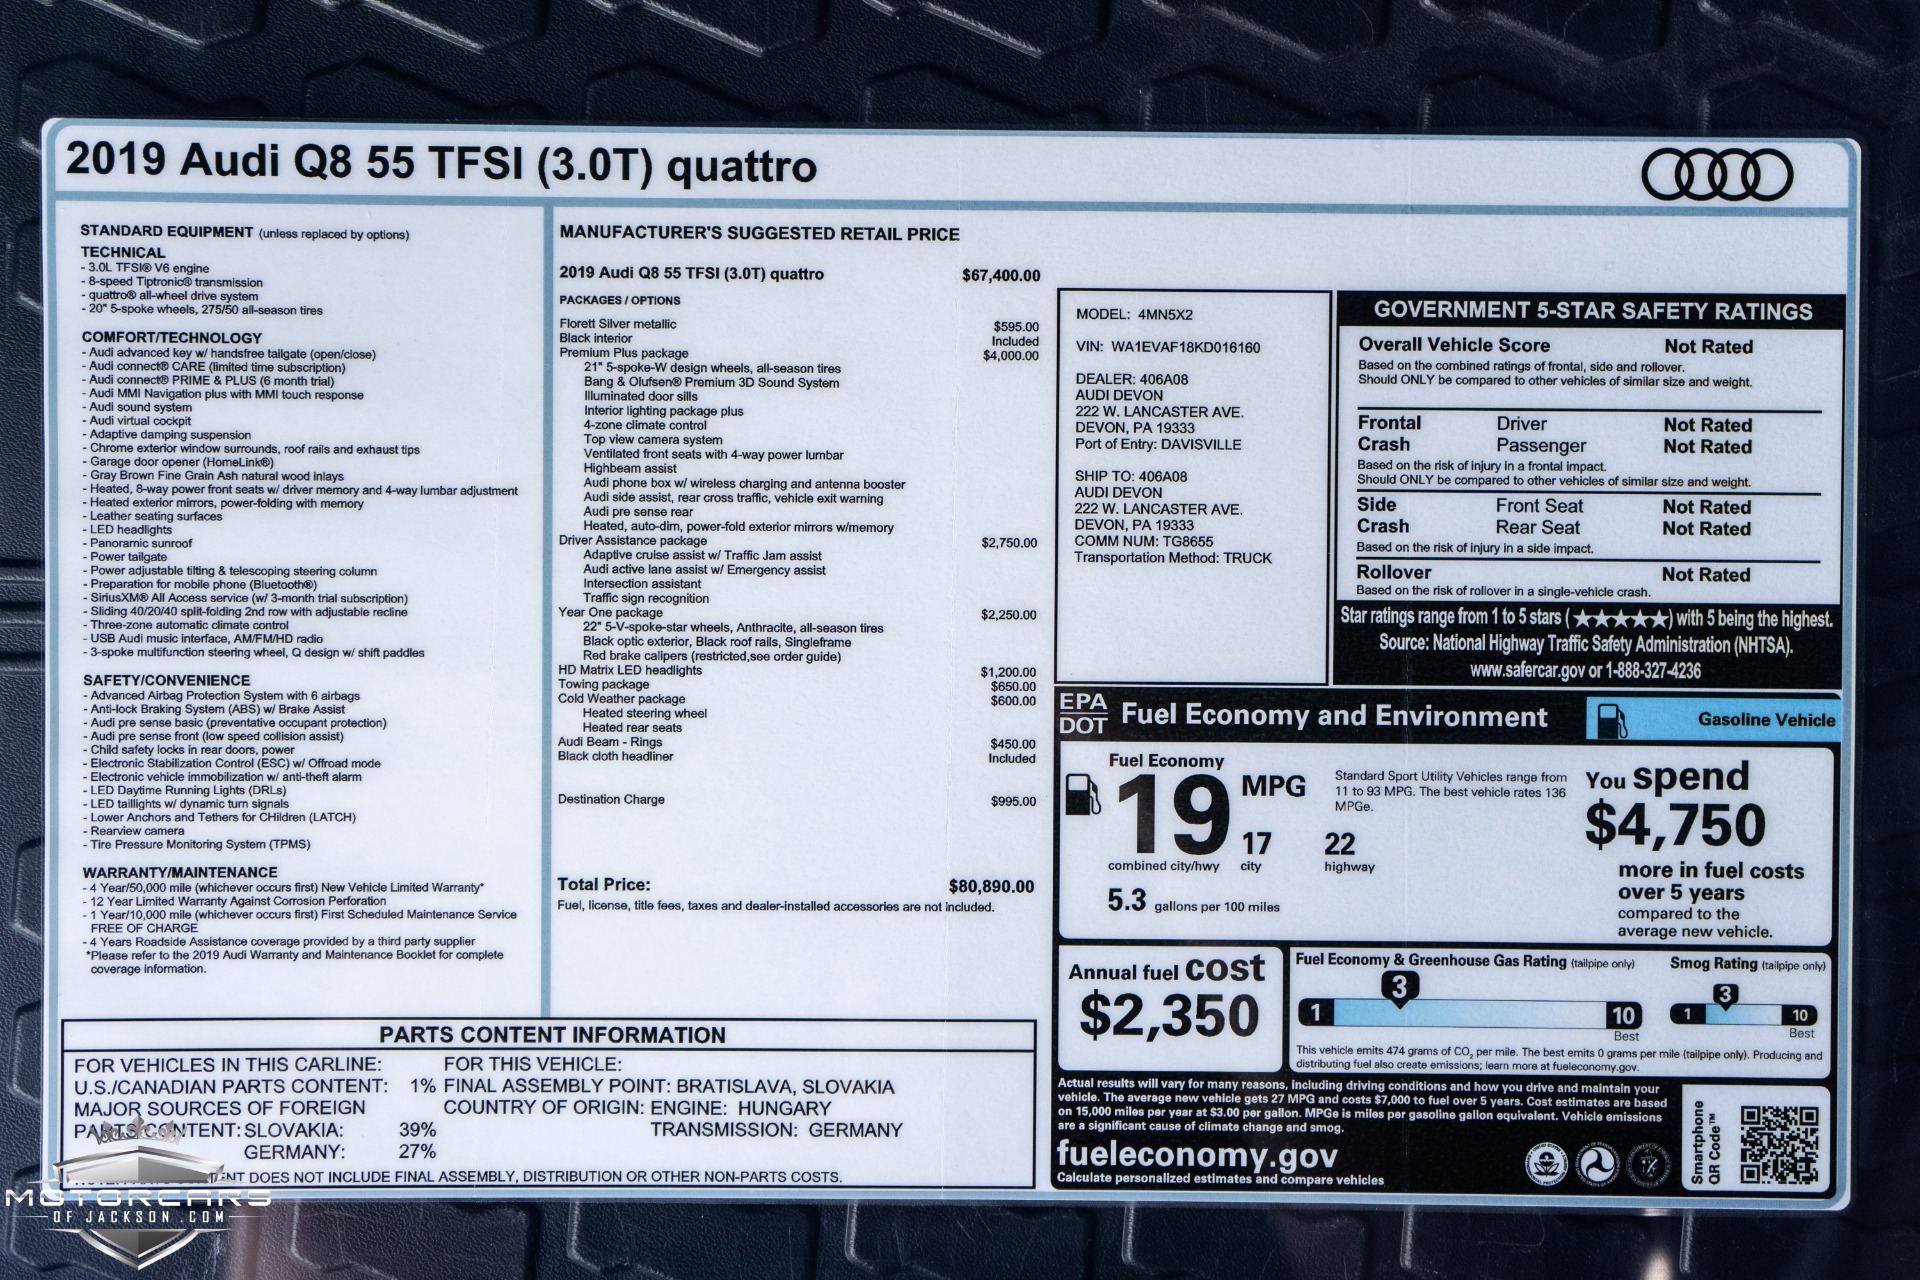 2019 Audi Q8 55 TFSI (3.0T) quattro
STANDARD EQUIPMENT (unless replaced by options)
TECHNICAL
- 3.0L TFSI® V6 engine
- 8-speed Tiptronic® transmission
- quattro® all-wheel drive system
- 20" 5-spoke wheels, 275/50 all-season tires
COMFORT/TECHNOLOGY
- Audi advanced key w/ handsfree tailgate (open/close)
- Audi connect® CARE (limited time subscription)
- Audi connect® PRIME & PLUS (6 month trial)
- Audi MMI Navigation plus with MMI touch response
- Audi sound system
- Audi virtual cockpit
- Adaptive damping suspension
- Chrome exterior window surrounds, roof rails and exhaust tips
- Garage door opener (HomeLink®)
- Gray Brown Fine Grain Ash natural wood inlays
- Heated, 8-way power front seats w/ driver memory and 4-way lumbar adjustment
- Heated exterior mirrors, power-folding with memory
- Leather seating surfaces
- LED headlights
- Panoramic sunroof
- Power tailgate
- Power adjustable tilting & telescoping steering column
- Preparation for mobile phone (Bluetooth®)
- SiriusXM® All Access service (w/ 3-month trial subscription)
- Sliding 40/20/40 split-folding 2nd row with adjustable recline
- Three-zone automatic climate control
- USB Audi music interface, AM/FM/HD radio
- 3-spoke multifunction steering wheel, Q design w/ shift paddles
SAFETY/CONVENIENCE
- Advanced Airbag Protection System with 6 airbags
- Anti-lock Braking System (ABS) w/ Brake Assist
- Audi pre sense basic (preventative occupant protection)
- Audi pre sense front (low speed collision assist)
- Child safety locks in rear doors, power
- Electronic Stabilization Control (ESC) w/ Offroad mode
- Electronic vehicle immobilization w/ anti-theft alarm
- LED Daytime Running Lights (DRLs)
- LED taillights w/ dynamic turn signals
- Lower Anchors and Tethers for CHildren (LATCH)
- Rearview camera
- Tire Pressure Monitoring System (TPMS)
WARRANTY/MAINTENANCE
- 4 Year/50,000 mile (whichever occurs first) New Vehicle Limited Warranty*
- 12 Year Limited Warranty Against Corrosion Perforation
- 1 Year/10,000 mile (whichever occurs first) First Scheduled Maintenance Service
FREE OF CHARGE
- 4 Years Roadside Assistance coverage provided by a third party supplier
*Please refer to the 2019 Audi Warranty and Maintenance Booklet for complete
coverage information.
MANUFACTURER'S SUGGESTED RETAIL PRICE
2019 Audi Q8 55 TFSI (3.0T) quattro $67,400.00
PACKAGES / OPTIONS
Florett Silver metallic $595.00
Black interior Included
Premium Plus package $4,000.00
21" 5-spoke-W design wheels, all-season tires
Bang & Olufsen® Premium 3D Sound System
Illuminated door sills
Interior lighting package plus
4-zone climate control
Top view camera system
Ventilated front seats with 4-way power lumbar
Highbeam assist
Audi phone box w/ wireless charging and antenna booster
Audi side assist, rear cross traffic, vehicle exit warning
Audi pre sense rear
Heated, auto-dim, power-fold exterior mirrors w/memory
Driver Assistance package $2,750.00
Adaptive cruise assist w/ Traffic Jam assist
Audi active lane assist w/ Emergency assist
Intersection assistant
Traffic sign recognition
Year One package $2,250.00
22" 5-V-spoke-star wheels, Anthracite, all-season tires
Black optic exterior, Black roof rails, Singleframe
Red brake calipers (restricted,see order guide)
HD Matrix LED headlights $1,200.00
Towing package $650.00
Cold Weather package $600.00
Heated steering wheel
Heated rear seats
Audi Beam - Rings $450.00
Black cloth headliner Included
Destination Charge $995.00
Total Price: $80,890.00
Fuel, license, title fees, taxes and dealer-installed accessories are not included.
MODEL: 4MN5X2
VIN: WA1EVAF18KD016160
DEALER: 406A08
AUDI DEVON
222 W. LANCASTER AVE.
DEVON, PA 19333
Port of Entry: DAVISVILLE
SHIP TO: 406A08
AUDI DEVON
222 W. LANCASTER AVE.
DEVON, PA 19333
COMM NUM: TG8655
Transportation Method: TRUCK
GOVERNMENT 5-STAR SAFETY RATINGS
Overall Vehicle Score Not Rated
Based on the combined ratings of frontal, side and rollover.
Should ONLY be compared to other vehicles of similar size and weight.
Frontal Driver Not Rated
Crash Passenger Not Rated
Based on the risk of injury in a frontal impact.
Should ONLY be compared to other vehicles of similar size and weight.
Side Front Seat Not Rated
Crash Rear Seat Not Rated
Based on the risk of injury in a side impact.
Rollover Not Rated
Based on the risk of rollover in a single-vehicle crash.
Star ratings range from 1 to 5 stars (★★★★★) with 5 being the highest.
Source: National Highway Traffic Safety Administration (NHTSA).
www.safercar.gov or 1-888-327-4236
EPA
DOT
Fuel Economy and Environment
Gasoline Vehicle
Fuel Economy
19 MPG
combined city/hwy
17
city
22
highway
5.3 gallons per 100 miles
Standard Sport Utility Vehicles range from
11 to 93 MPG. The best vehicle rates 136
MPGe.
You spend
$4,750
more in fuel costs
over 5 years
compared to the
average new vehicle.
Annual fuel cost
$2,350
Fuel Economy & Greenhouse Gas Rating (tailpipe only)
3
1 10
Best
Smog Rating (tailpipe only)
3
1 10
Best
This vehicle emits 474 grams of CO₂ per mile. The best emits 0 grams per mile (tailpipe only). Producing and
distributing fuel also create emissions; learn more at fueleconomy.gov.
Actual results will vary for many reasons, including driving conditions and how you drive and maintain your
vehicle. The average new vehicle gets 27 MPG and costs $7,000 to fuel over 5 years. Cost estimates are based
on 15,000 miles per year at $3.00 per gallon. MPGe is miles per gasoline gallon equivalent. Vehicle emissions
are a significant cause of climate change and smog.
fueleconomy.gov
Calculate personalized estimates and compare vehicles
Smartphone
QR Code™
PARTS CONTENT INFORMATION
FOR VEHICLES IN THIS CARLINE:
U.S./CANADIAN PARTS CONTENT: 1%
MAJOR SOURCES OF FOREIGN
PARTS CONTENT: SLOVAKIA: 39%
GERMANY: 27%
FOR THIS VEHICLE:
FINAL ASSEMBLY POINT: BRATISLAVA, SLOVAKIA
COUNTRY OF ORIGIN: ENGINE: HUNGARY
TRANSMISSION: GERMANY
DOES NOT INCLUDE FINAL ASSEMBLY, DISTRIBUTION OR OTHER NON-PARTS COSTS.
MOTORCARS
OF JACKSON.COM